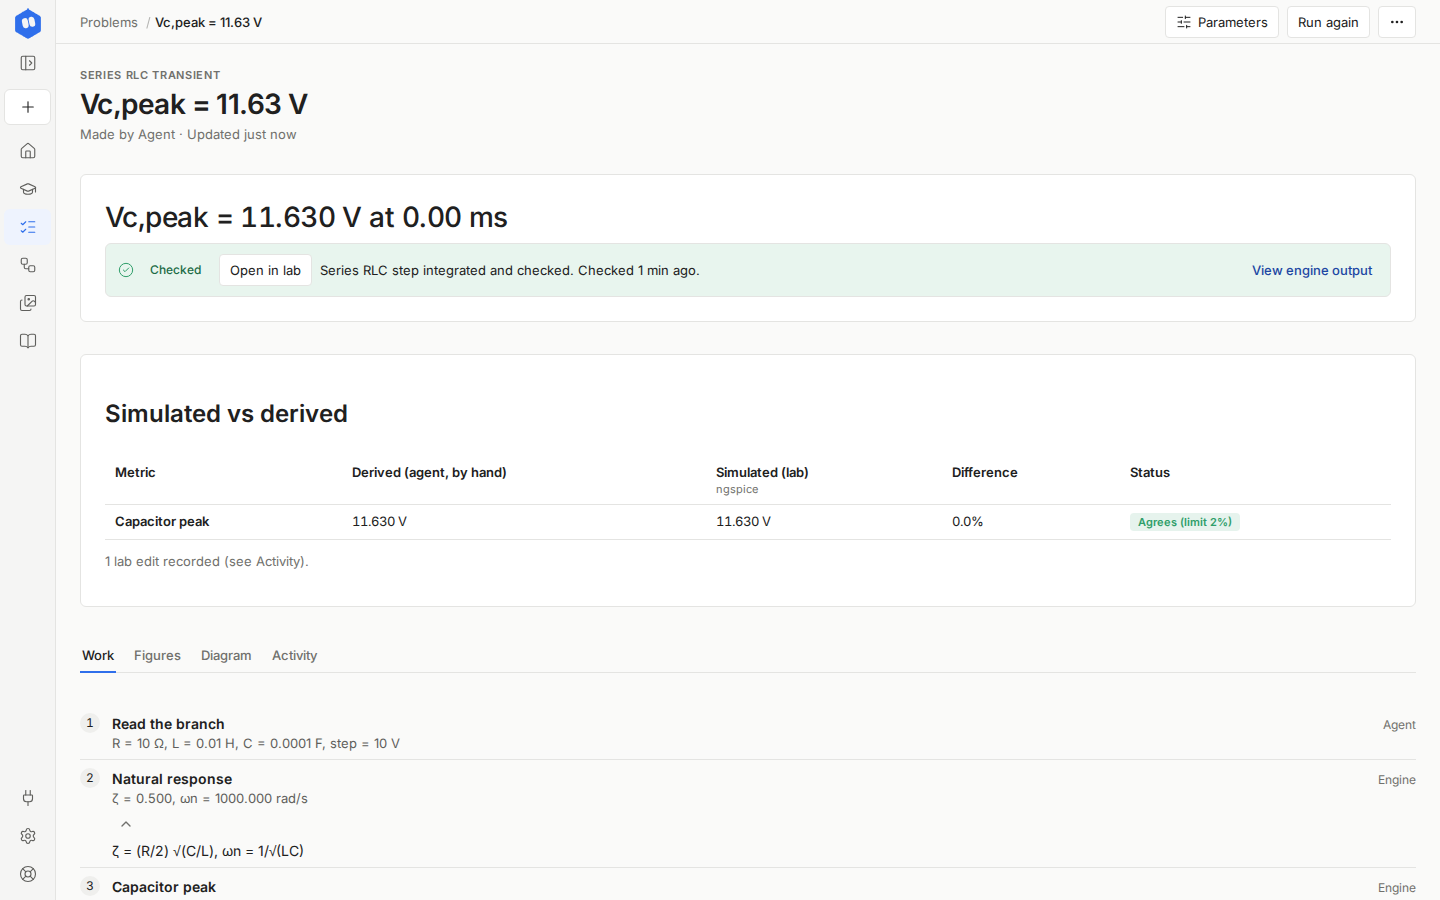 Problems / Vc,peak = 11.63 V
Parameters
Run again
SERIES RLC TRANSIENT
Vc,peak = 11.63 V
Made by Agent · Updated just now
Vc,peak = 11.630 V at 0.00 ms
Checked
Open in lab
Series RLC step integrated and checked. Checked 1 min ago.
View engine output
Simulated vs derived
Metric Derived (agent, by hand) Simulated (lab) Difference Status
ngspice
Capacitor peak 11.630 V 11.630 V 0.0% Agrees (limit 2%)
1 lab edit recorded (see Activity).
Work Figures Diagram Activity
1 Read the branch Agent
R = 10 Ω, L = 0.01 H, C = 0.0001 F, step = 10 V
2 Natural response Engine
ζ = 0.500, ωn = 1000.000 rad/s
ζ = (R/2) √(C/L), ωn = 1/√(LC)
3 Capacitor peak Engine